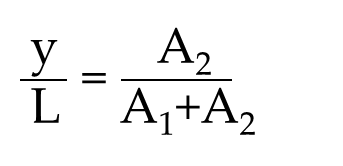 y/L = A₂/(A₁+A₂)